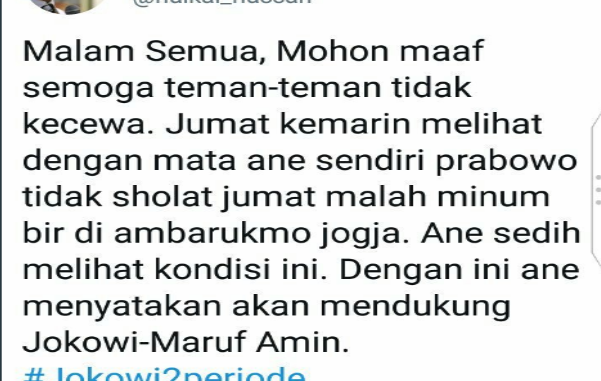 @haikal_hassan
Malam Semua, Mohon maaf
semoga teman-teman tidak
kecewa. Jumat kemarin melihat
dengan mata ane sendiri prabowo
tidak sholat jumat malah minum
bir di ambarukmo jogja. Ane sedih
melihat kondisi ini. Dengan ini ane
menyatakan akan mendukung
Jokowi-Maruf Amin.
#Jokowi2periode